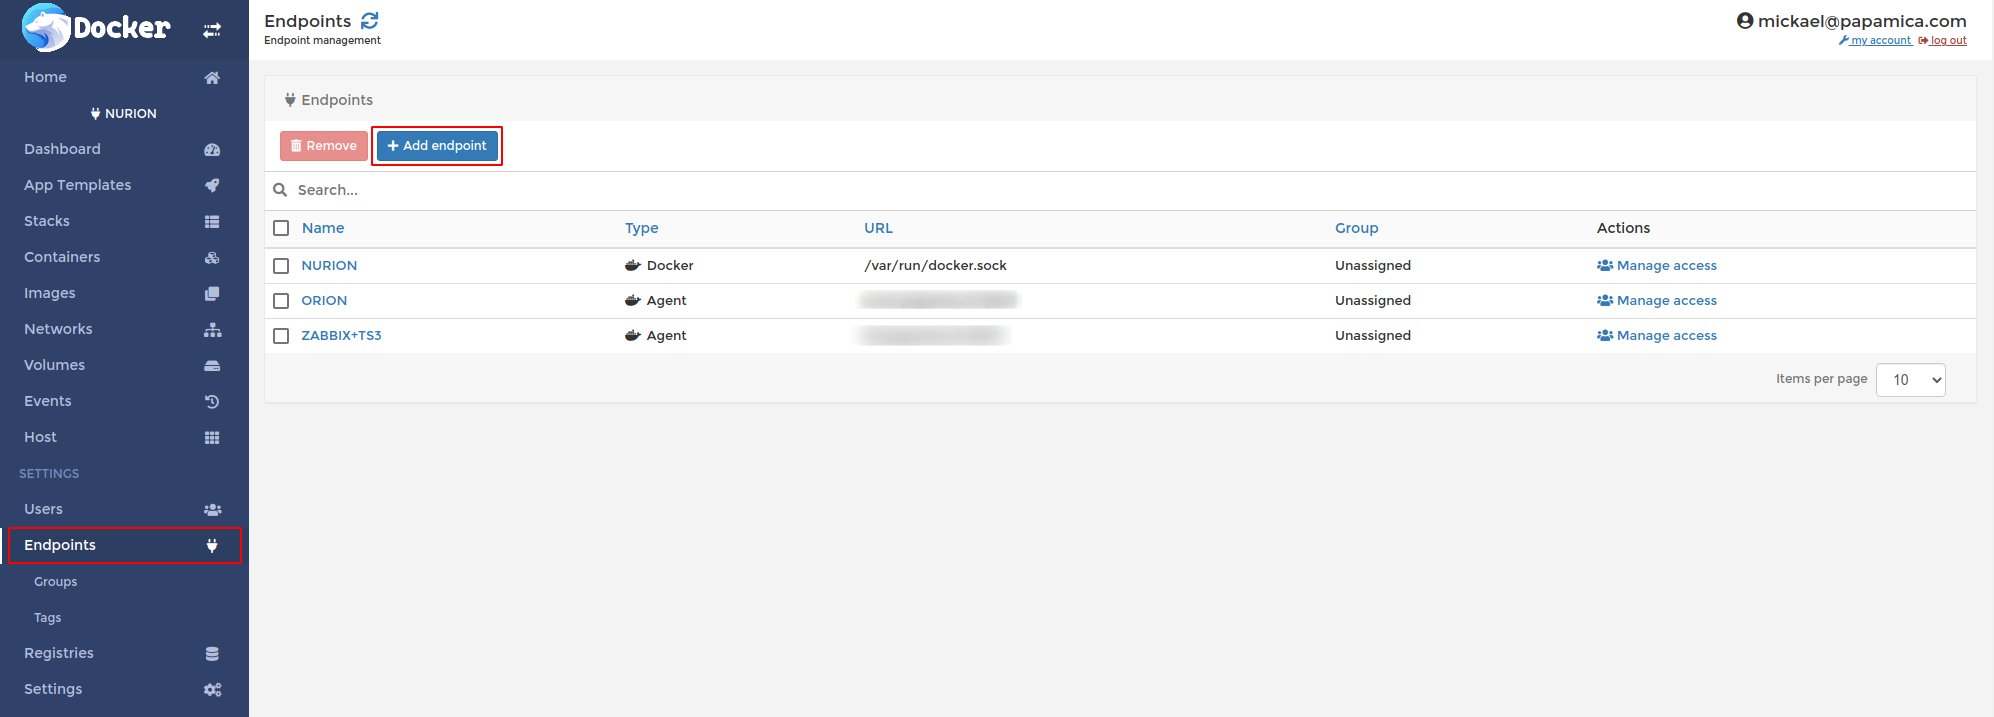 Docker
Home
NURION
Dashboard
App Templates
Stacks
Containers
Images
Networks
Volumes
Events
Host
SETTINGS
Users
Endpoints
Groups
Tags
Registries
Settings
Endpoints
Endpoint management
mickael@papamica.com
my account log out
Endpoints
Remove Add endpoint
Search...
Name Type URL Group Actions
NURION Docker /var/run/docker.sock Unassigned Manage access
ORION Agent Unassigned Manage access
ZABBIX+TS3 Agent Unassigned Manage access
Items per page 10